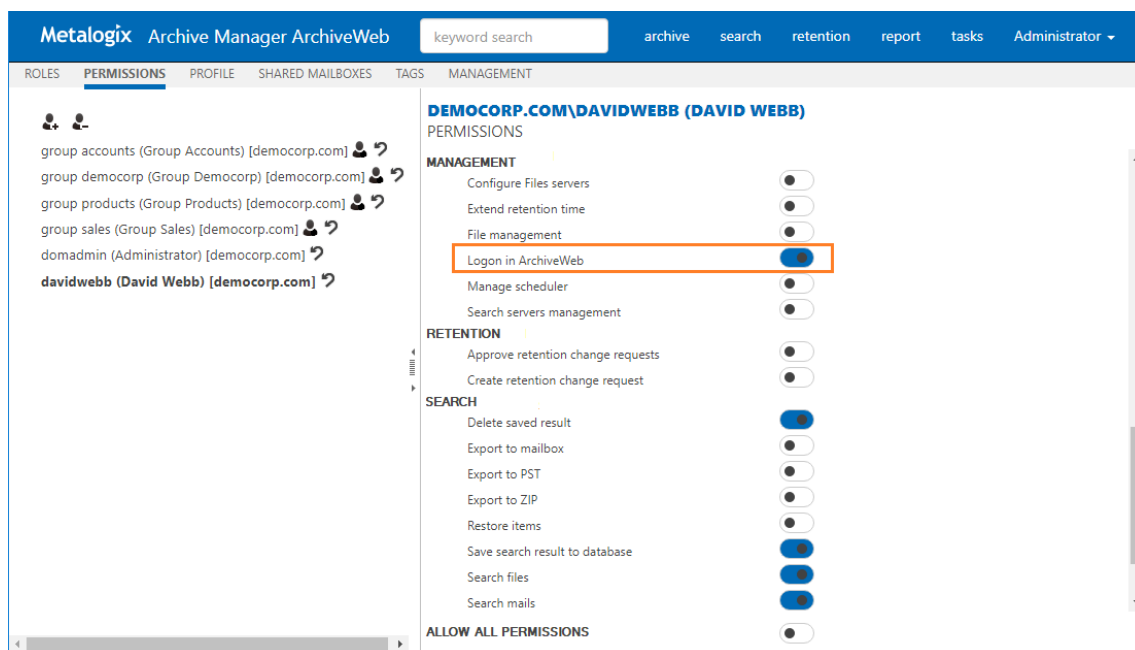 Metalogix Archive Manager ArchiveWeb keyword search archive search retention report tasks Administrator
ROLES PERMISSIONS PROFILE SHARED MAILBOXES TAGS MANAGEMENT
group accounts (Group Accounts) [democorp.com]
group democorp (Group Democorp) [democorp.com]
group products (Group Products) [democorp.com]
group sales (Group Sales) [democorp.com]
domadmin (Administrator) [democorp.com]
davidwebb (David Webb) [democorp.com]
DEMOCORP.COM\DAVIDWEBB (DAVID WEBB)
PERMISSIONS
MANAGEMENT
Configure Files servers
Extend retention time
File management
Logon in ArchiveWeb
Manage scheduler
Search servers management
RETENTION
Approve retention change requests
Create retention change request
SEARCH
Delete saved result
Export to mailbox
Export to PST
Export to ZIP
Restore items
Save search result to database
Search files
Search mails
ALLOW ALL PERMISSIONS